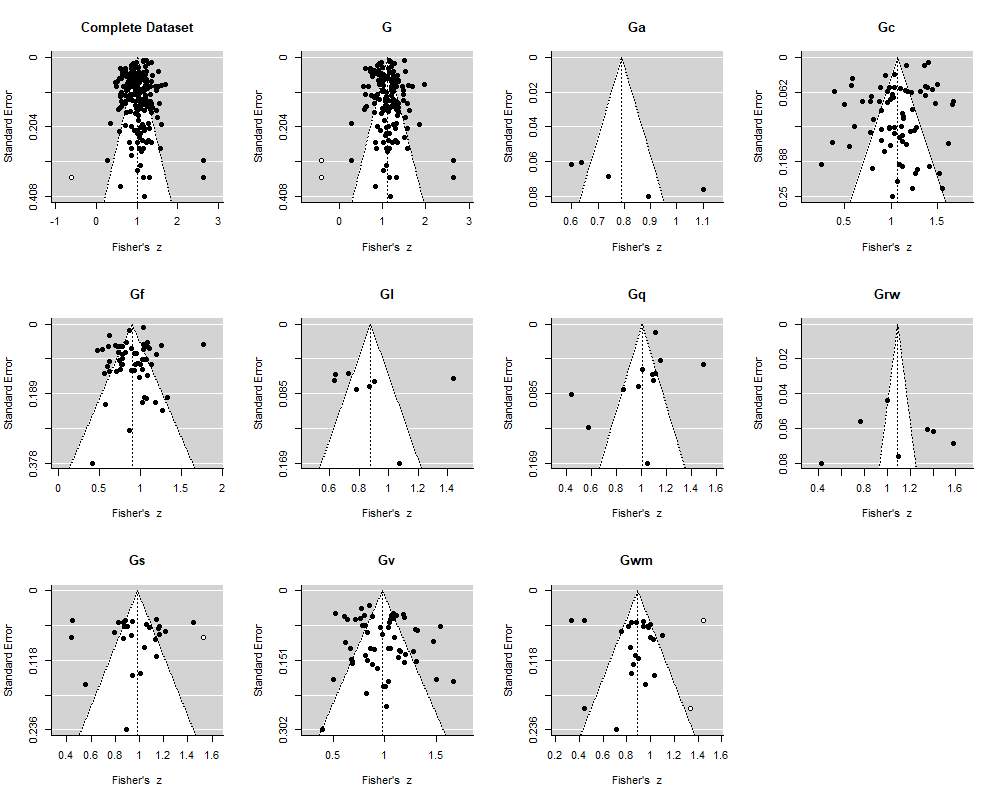 Complete Dataset
G
Ga
Gc
Standard Error
0
0.204
0.408
-1 0 1 2 3
Fisher's z
Standard Error
0
0.204
0.408
0 1 2 3
Fisher's z
Standard Error
0
0.02
0.04
0.06
0.08
0.6 0.7 0.8 0.9 1 1.1
Fisher's z
Standard Error
0
0.062
0.188
0.25
0.5 1 1.5
Fisher's z
Gf
Gl
Gq
Grw
Standard Error
0
0.189
0.378
0 0.5 1 1.5 2
Fisher's z
Standard Error
0
0.085
0.169
0.6 0.8 1 1.2 1.4
Fisher's z
Standard Error
0
0.085
0.169
0.4 0.6 0.8 1 1.2 1.4 1.6
Fisher's z
Standard Error
0
0.02
0.04
0.06
0.08
0.4 0.6 0.8 1 1.2 1.6
Fisher's z
Gs
Gv
Gwm
Standard Error
0
0.118
0.236
0.4 0.6 0.8 1 1.2 1.4 1.6
Fisher's z
Standard Error
0
0.151
0.302
0.5 1 1.5
Fisher's z
Standard Error
0
0.118
0.236
0.2 0.4 0.6 0.8 1 1.2 1.4 1.6
Fisher's z